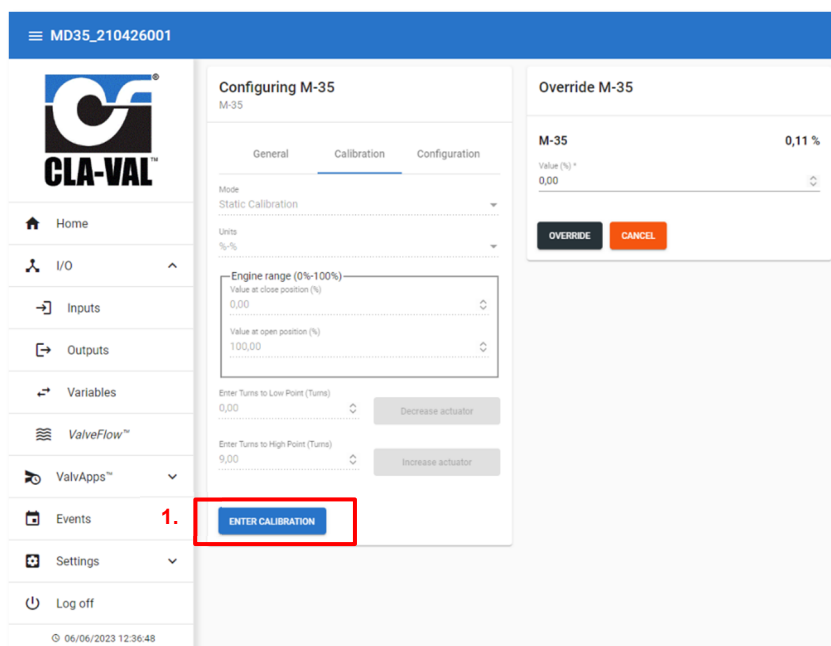 MD35_210426001
®
CLA-VAL™
Home
I/O
Inputs
Outputs
Variables
ValveFlow™
ValvApps™
Events
Settings
Log off
06/06/2023 12:36:48
Configuring M-35
M-35
General Calibration Configuration
Mode
Static Calibration
Units
%-%
Engine range (0%-100%)
Value at close position (%)
0,00
Value at open position (%)
100,00
Enter Turns to Low Point (Turns)
0,00
Decrease actuator
Enter Turns to High Point (Turns)
9,00
Increase actuator
1.
ENTER CALIBRATION
Override M-35
M-35 0,11 %
Value (%) *
0,00
OVERRIDE CANCEL